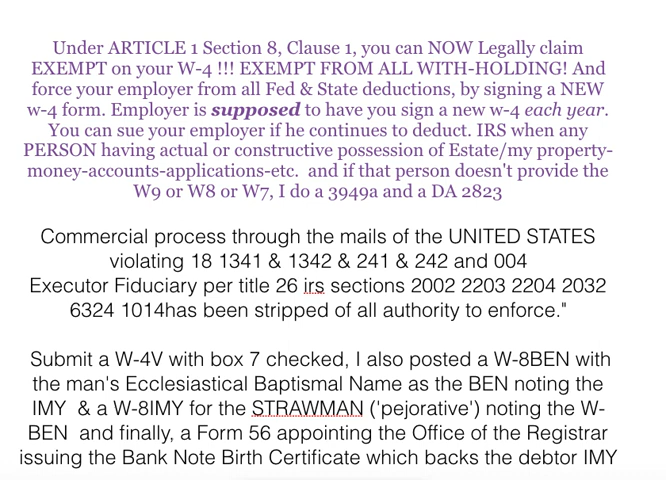 Under ARTICLE 1 Section 8, Clause 1, you can NOW Legally claim
EXEMPT on your W-4 !!! EXEMPT FROM ALL WITH-HOLDING! And
force your employer from all Fed & State deductions, by signing a NEW
w-4 form. Employer is supposed to have you sign a new w-4 each year.
You can sue your employer if he continues to deduct. IRS when any
PERSON having actual or constructive possession of Estate/my property-
money-accounts-applications-etc.  and if that person doesn't provide the
W9 or W8 or W7, I do a 3949a and a DA 2823
Commercial process through the mails of the UNITED STATES
violating 18 1341 & 1342 & 241 & 242 and 004
Executor Fiduciary per title 26 irs sections 2002 2203 2204 2032
6324 1014has been stripped of all authority to enforce."
Submit a W-4V with box 7 checked, I also posted a W-8BEN with
the man's Ecclesiastical Baptismal Name as the BEN noting the
IMY  & a W-8IMY for the STRAWMAN ('pejorative') noting the W-
BEN  and finally, a Form 56 appointing the Office of the Registrar
issuing the Bank Note Birth Certificate which backs the debtor IMY